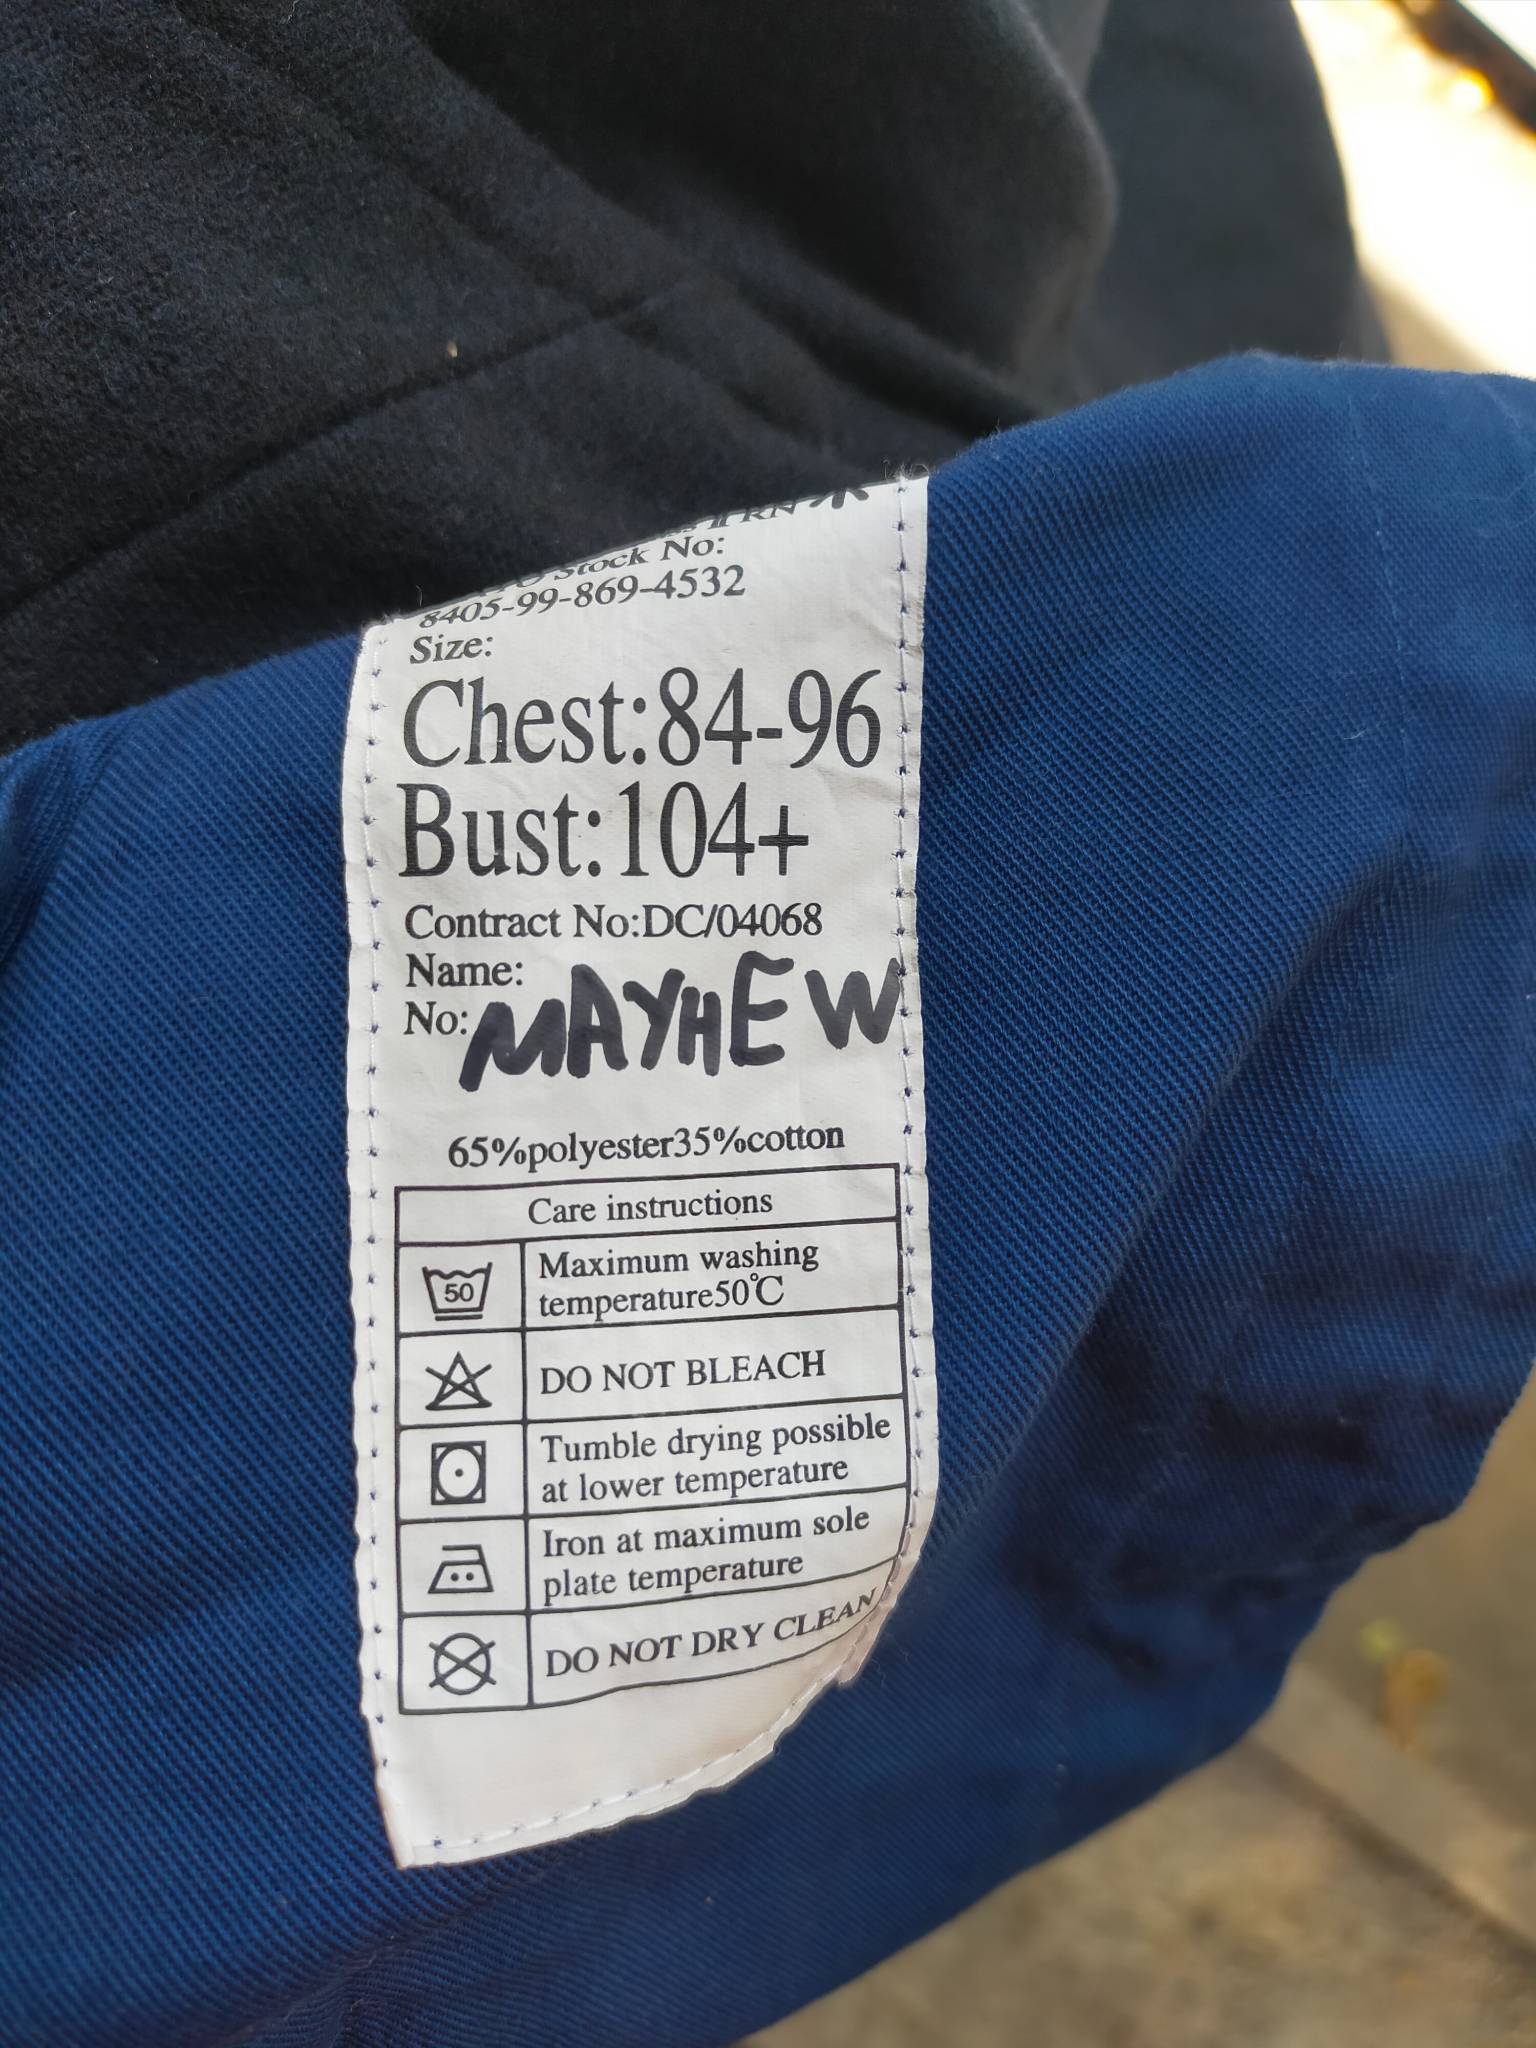 RN
Stock No:
8405-99-869-4532
Size:
Chest:84-96
Bust:104+
Contract No:DC/04068
Name:
No: MAYHEW
65%polyester35%cotton
Care instructions
50
Maximum washing
temperature50℃
DO NOT BLEACH
Tumble drying possible
at lower temperature
Iron at maximum sole
plate temperature
DO NOT DRY CLEAN